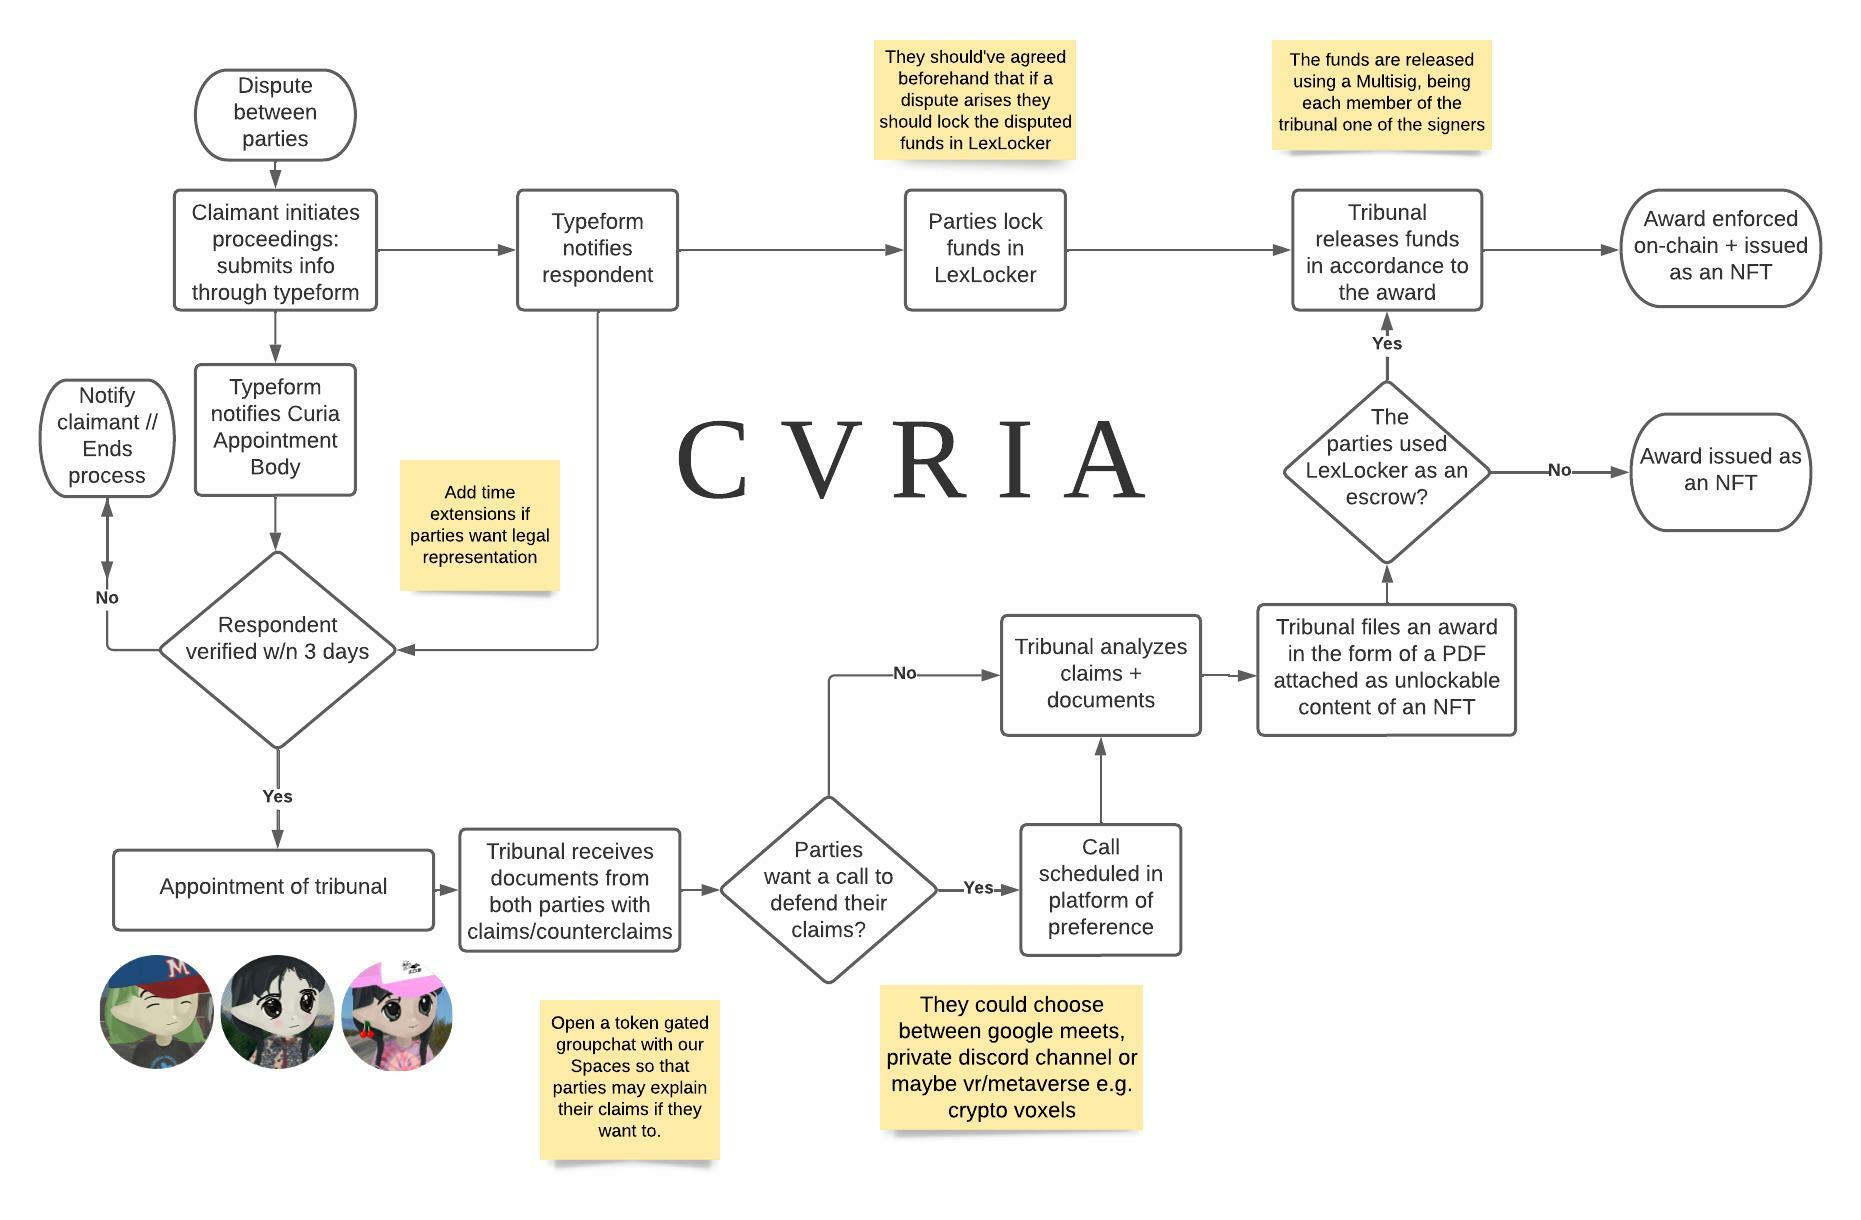 Dispute
between
parties
They should've agreed
beforehand that if a
dispute arises they
should lock the disputed
funds in LexLocker
The funds are released
using a Multisig, being
each member of the
tribunal one of the signers
Claimant initiates
proceedings:
submits info
through typeform
Typeform
notifies
respondent
Parties lock
funds in
LexLocker
Tribunal
releases funds
in accordance to
the award
Award enforced
on-chain + issued
as an NFT
Yes
Notify
claimant //
Ends
process
Typeform
notifies Curia
Appointment
Body
CVRIA
The
parties used
LexLocker as an
escrow?
No
Award issued as
an NFT
Add time
extensions if
parties want legal
representation
No
Respondent
verified w/n 3 days
No
Tribunal analyzes
claims +
documents
Tribunal files an award
in the form of a PDF
attached as unlockable
content of an NFT
Yes
Appointment of tribunal
Tribunal receives
documents from
both parties with
claims/counterclaims
Parties
want a call to
defend their
claims?
Yes
Call
scheduled in
platform of
preference
M
Open a token gated
groupchat with our
Spaces so that
parties may explain
their claims if they
want to.
They could choose
between google meets,
private discord channel or
maybe vr/metaverse e.g.
crypto voxels